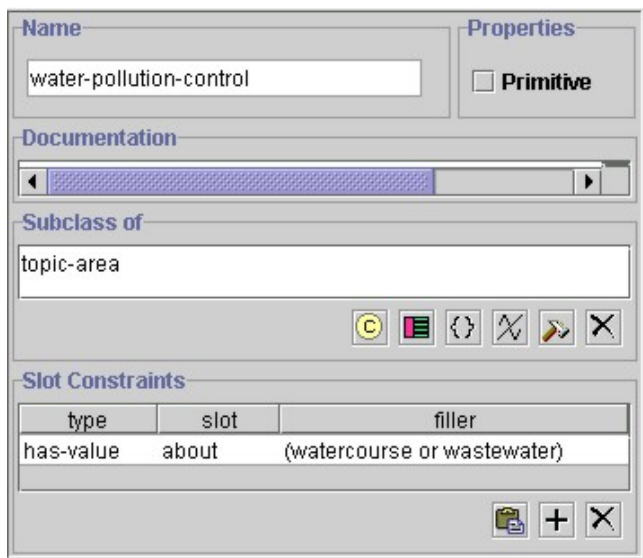 Name
Properties
water-pollution-control
Primitive
Documentation
Subclass of
topic-area
C
{}
Slot Constraints
type slot filler
has-value about (watercourse or wastewater)